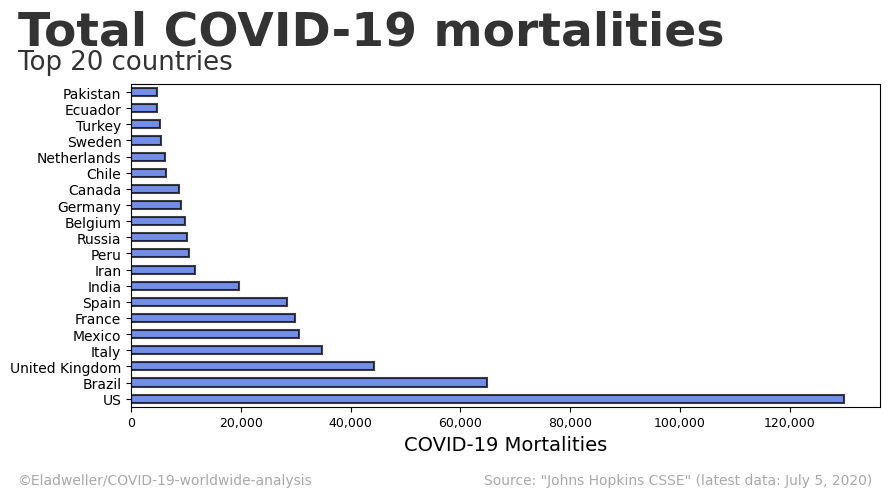 Total COVID-19 mortalities
Top 20 countries
Pakistan
Ecuador
Turkey
Sweden
Netherlands
Chile
Canada
Germany
Belgium
Russia
Peru
Iran
India
Spain
France
Mexico
Italy
United Kingdom
Brazil
US
0 20,000 40,000 60,000 80,000 100,000 120,000
COVID-19 Mortalities
©Eladweller/COVID-19-worldwide-analysis Source: "Johns Hopkins CSSE" (latest data: July 5, 2020)